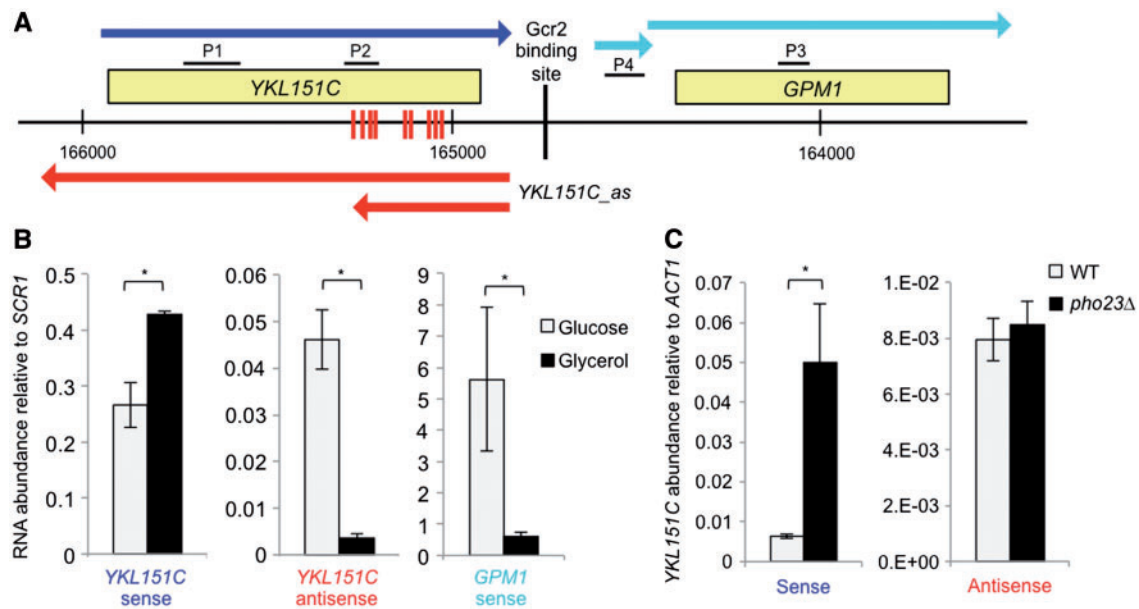 A
Gcr2
binding
site
P1
P2
P4
P3
YKL151C
GPM1
166000
165000
164000
YKL151C_as
B
RNA abundance relative to SCR1
0.5
0.4
0.3
0.2
0.1
0
YKL151C
sense
0.06
0.05
0.04
0.03
0.02
0.01
0
YKL151C
antisense
9
8
7
6
5
4
3
2
1
0
GPM1
sense
*
*
*
Glucose
Glycerol
C
YKL151C abundance relative to ACT1
0.07
0.06
0.05
0.04
0.03
0.02
0.01
0
*
Sense
1.E-02
8.E-03
6.E-03
4.E-03
2.E-03
0.E+00
Antisense
WT
pho23Δ